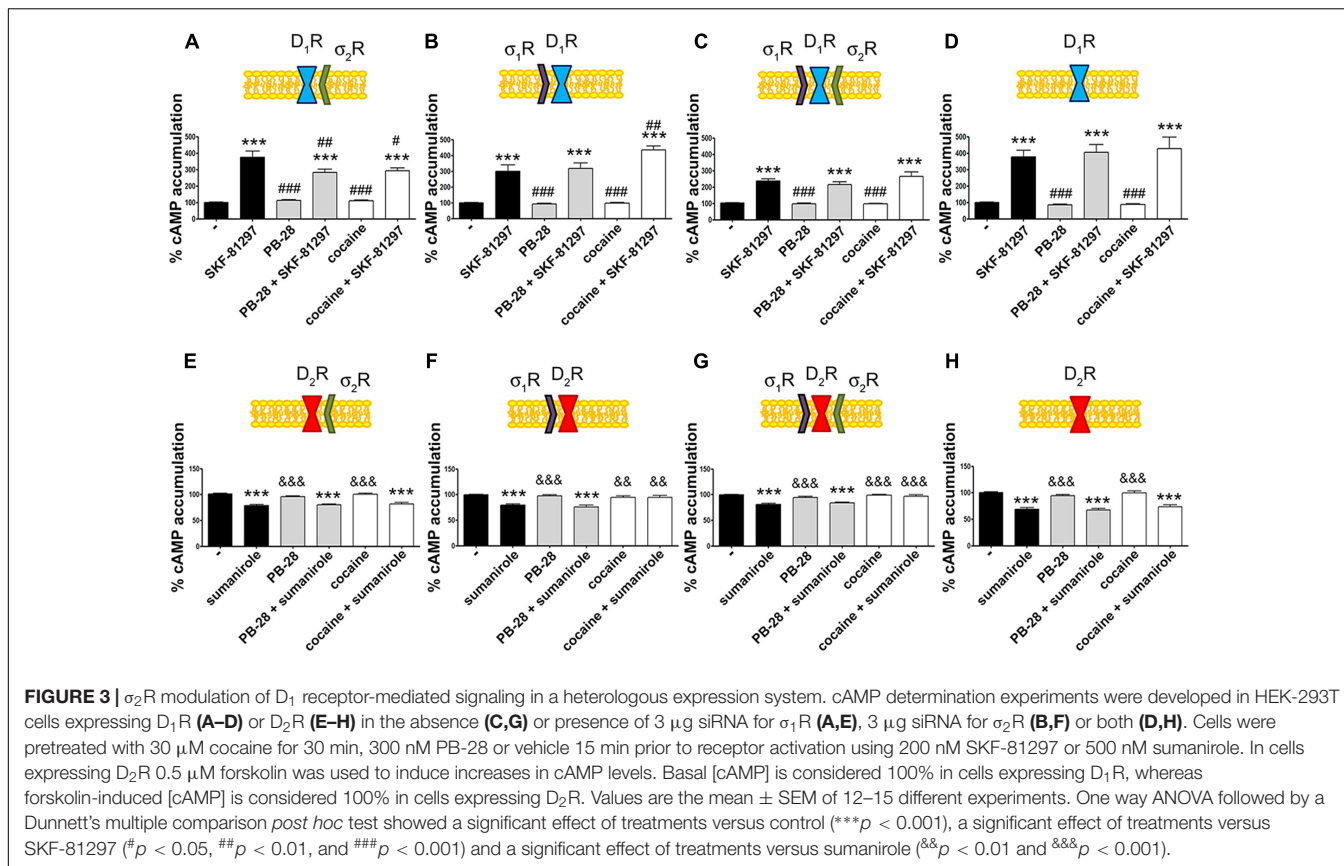 A B C D
D₁R σ₂R
σ₁R D₁R
σ₁R D₁R σ₂R
D₁R
% cAMP accumulation
500
400
300
200
100
0
*** ### ## *** ### # ***
-
SKF-81297
PB-28
PB-28 + SKF-81297
cocaine
cocaine + SKF-81297
% cAMP accumulation
500
400
300
200
100
0
*** ### *** ### ## ***
-
SKF-81297
PB-28
PB-28 + SKF-81297
cocaine
cocaine + SKF-81297
% cAMP accumulation
500
400
300
200
100
0
*** ### *** ### ***
-
SKF-81297
PB-28
PB-28 + SKF-81297
cocaine
cocaine + SKF-81297
% cAMP accumulation
500
400
300
200
100
0
*** ### *** ### ***
-
SKF-81297
PB-28
PB-28 + SKF-81297
cocaine
cocaine + SKF-81297
E F G H
D₂R σ₂R
σ₁R D₂R
σ₁R D₂R σ₂R
D₂R
% cAMP accumulation
150
100
50
0
*** &&& *** &&& ***
-
sumanirole
PB-28
PB-28 + sumanirole
cocaine
cocaine + sumanirole
% cAMP accumulation
150
100
50
0
*** &&& *** && &&
-
sumanirole
PB-28
PB-28 + sumanirole
cocaine
cocaine + sumanirole
% cAMP accumulation
150
100
50
0
*** &&& *** &&& &&&
-
sumanirole
PB-28
PB-28 + sumanirole
cocaine
cocaine + sumanirole
% cAMP accumulation
150
100
50
0
*** &&& *** &&& ***
-
sumanirole
PB-28
PB-28 + sumanirole
cocaine
cocaine + sumanirole
FIGURE 3 | σ₂R modulation of D₁ receptor-mediated signaling in a heterologous expression system. cAMP determination experiments were developed in HEK-293T
cells expressing D₁R (A–D) or D₂R (E–H) in the absence (C,G) or presence of 3 μg siRNA for σ₁R (A,E), 3 μg siRNA for σ₂R (B,F) or both (D,H). Cells were
pretreated with 30 μM cocaine for 30 min, 300 nM PB-28 or vehicle 15 min prior to receptor activation using 200 nM SKF-81297 or 500 nM sumanirole. In cells
expressing D₂R 0.5 μM forskolin was used to induce increases in cAMP levels. Basal [cAMP] is considered 100% in cells expressing D₁R, whereas
forskolin-induced [cAMP] is considered 100% in cells expressing D₂R. Values are the mean ± SEM of 12–15 different experiments. One way ANOVA followed by a
Dunnett's multiple comparison post hoc test showed a significant effect of treatments versus control (***p < 0.001), a significant effect of treatments versus
SKF-81297 (#p < 0.05, ##p < 0.01, and ###p < 0.001) and a significant effect of treatments versus sumanirole (&&p < 0.01 and &&&p < 0.001).